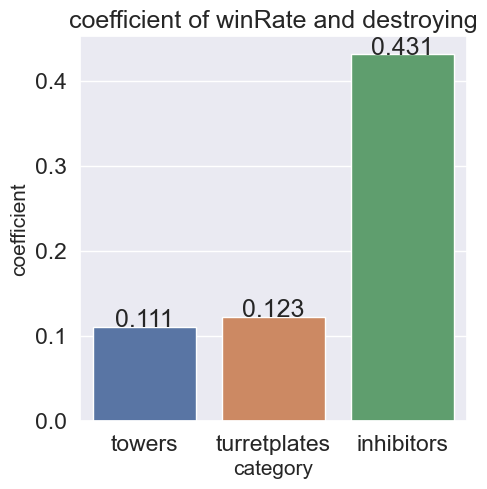 coefficient of winRate and destroying
0.431
0.4
0.3
0.2
0.123
0.111
0.1
0.0
coefficient
towers turretplates inhibitors
category